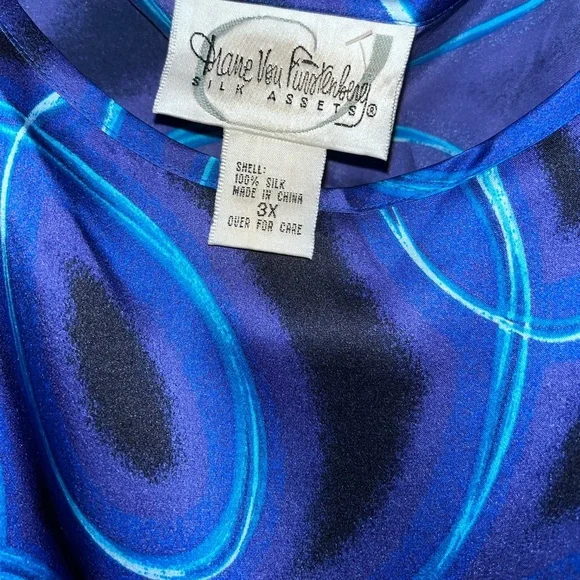 Diane Von Furstenberg
SILK ASSETS®
SHELL:
100% SILK
MADE IN CHINA
3X
OVER FOR CARE